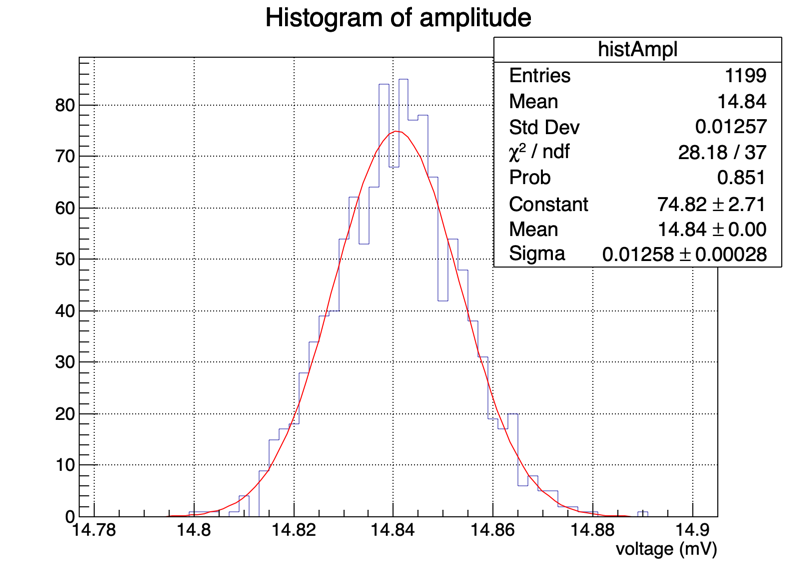 Histogram of amplitude
histAmpl
Entries 1199
Mean 14.84
Std Dev 0.01257
χ² / ndf 28.18 / 37
Prob 0.851
Constant 74.82 ± 2.71
Mean 14.84 ± 0.00
Sigma 0.01258 ± 0.00028
80
70
60
50
40
30
20
10
0
14.78 14.8 14.82 14.84 14.86 14.88 14.9
voltage (mV)